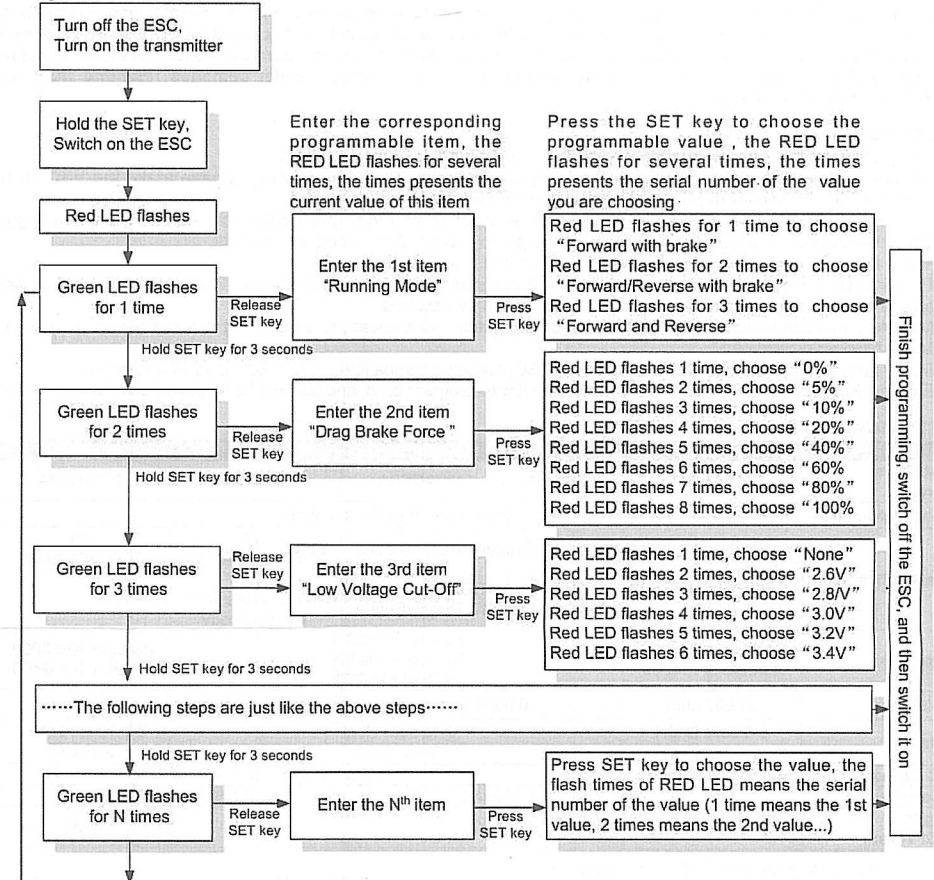 Turn off the ESC,
Turn on the transmitter
Hold the SET key,
Switch on the ESC
Enter the corresponding
programmable item, the
RED LED flashes for several
times, the times presents the
current value of this item
Press the SET key to choose the
programmable value , the RED LED
flashes for several times, the times
presents the serial number of the value
you are choosing
Red LED flashes
Green LED flashes
for 1 time
Release
SET key
Enter the 1st item
“Running Mode”
Press
SET key
Red LED flashes for 1 time to choose
“Forward with brake”
Red LED flashes for 2 times to choose
“Forward/Reverse with brake”
Red LED flashes for 3 times to choose
“Forward and Reverse”
Hold SET key for 3 seconds
Green LED flashes
for 2 times
Release
SET key
Enter the 2nd item
“Drag Brake Force ”
Press
SET key
Red LED flashes 1 time, choose “0%”
Red LED flashes 2 time, choose “5%”
Red LED flashes 3 times, choose “10%”
Red LED flashes 4 times, choose “20%”
Red LED flashes 5 times, choose “40%”
Red LED flashes 6 times, choose “60%
Red LED flashes 7 times, choose “80%”
Red LED flashes 8 times, choose “100%
Hold SET key for 3 seconds
Green LED flashes
for 3 times
Release
SET key
Enter the 3rd item
“Low Voltage Cut-Off”
Press
SET key
Red LED flashes 1 time, choose “None”
Red LED flashes 2 times, choose “2.6V”
Red LED flashes 3 times, choose “2.8/V”
Red LED flashes 4 times, choose “3.0V”
Red LED flashes 5 times, choose “3.2V”
Red LED flashes 6 times, choose “3.4V”
Hold SET key for 3 seconds
······The following steps are just like the above steps······
Hold SET key for 3 seconds
Green LED flashes
for N times
Release
SET key
Enter the Nth item
Press
SET key
Press SET key to choose the value, the
flash times of RED LED means the serial
number of the value (1 time means the 1st
value, 2 times means the 2nd value...)
Finish programming, switch off the ESC, and then switch it on